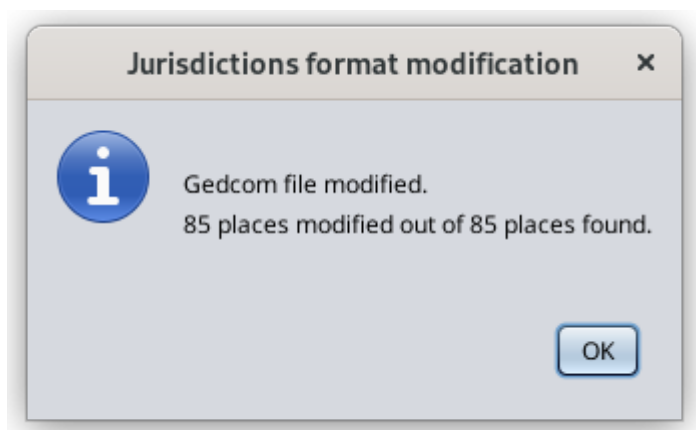 Jurisdictions format modification
Gedcom file modified.
85 places modified out of 85 places found.
OK